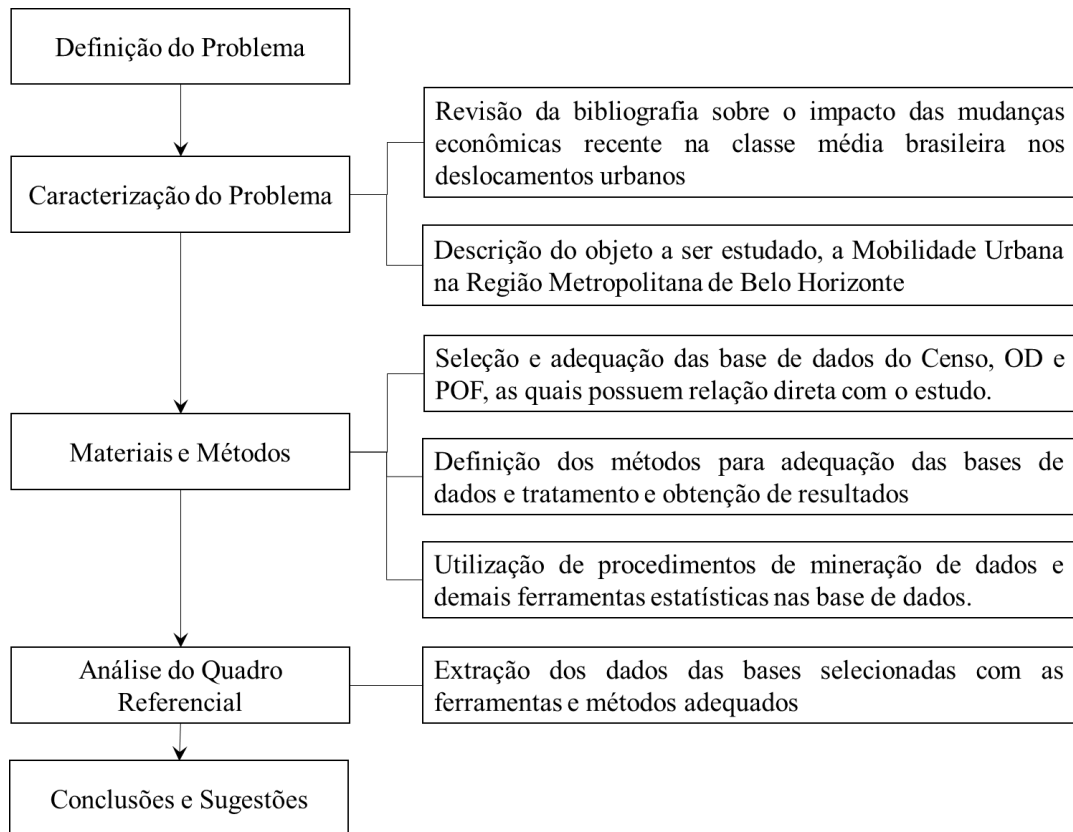 Definição do Problema
Caracterização do Problema
Revisão da bibliografia sobre o impacto das mudanças
econômicas recente na classe média brasileira nos
deslocamentos urbanos
Descrição do objeto a ser estudado, a Mobilidade Urbana
na Região Metropolitana de Belo Horizonte
Materiais e Métodos
Seleção e adequação das base de dados do Censo, OD e
POF, as quais possuem relação direta com o estudo.
Definição dos métodos para adequação das bases de
dados e tratamento e obtenção de resultados
Utilização de procedimentos de mineração de dados e
demais ferramentas estatísticas nas base de dados.
Análise do Quadro
Referencial
Extração dos dados das bases selecionadas com as
ferramentas e métodos adequados
Conclusões e Sugestões